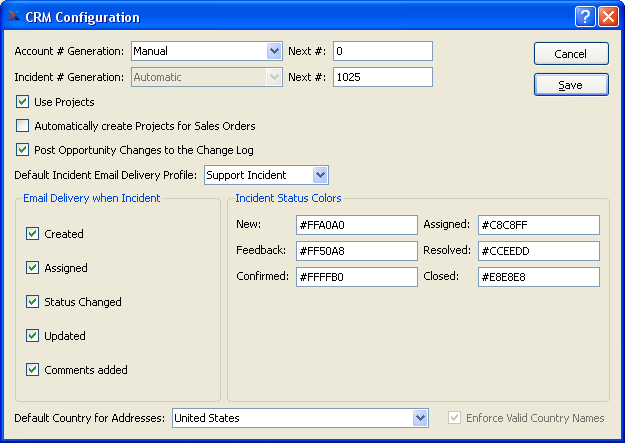 CRM Configuration
Account # Generation: Manual Next #: 0 Cancel
Incident # Generation: Automatic Next #: 1025 Save
Use Projects
Automatically create Projects for Sales Orders
Post Opportunity Changes to the Change Log
Default Incident Email Delivery Profile: Support Incident
Email Delivery when Incident
Created
Assigned
Status Changed
Updated
Comments added
Incident Status Colors
New: #FFA0A0 Assigned: #C8C8FF
Feedback: #FF50A8 Resolved: #CCEEDD
Confirmed: #FFFFB0 Closed: #E8E8E8
Default Country for Addresses: United States Enforce Valid Country Names